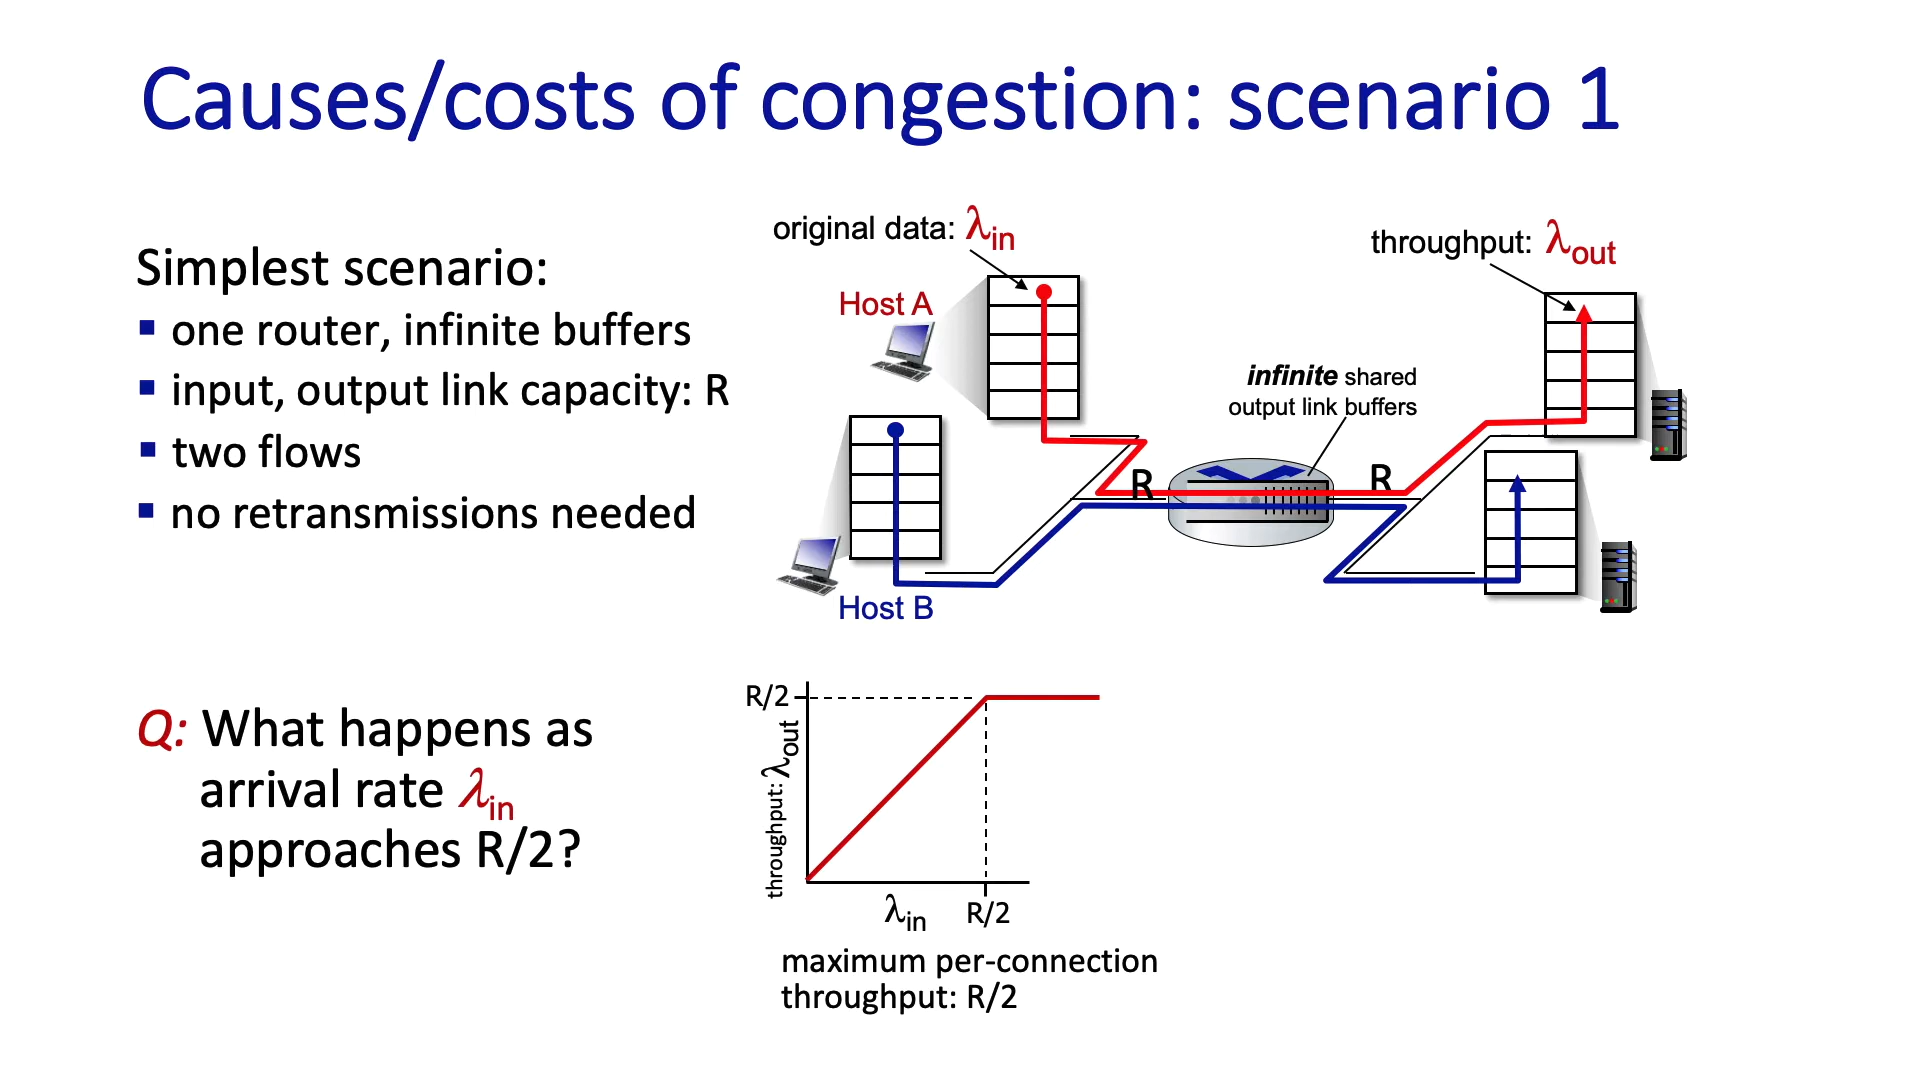 Causes/costs of congestion: scenario 1
Simplest scenario:
▪ one router, infinite buffers
▪ input, output link capacity: R
▪ two flows
▪ no retransmissions needed
original data: λin
throughput: λout
Host A
infinite shared
output link buffers
R
R
Host B
Q: What happens as
arrival rate λin
approaches R/2?
R/2
throughput: λout
λin
R/2
maximum per-connection
throughput: R/2